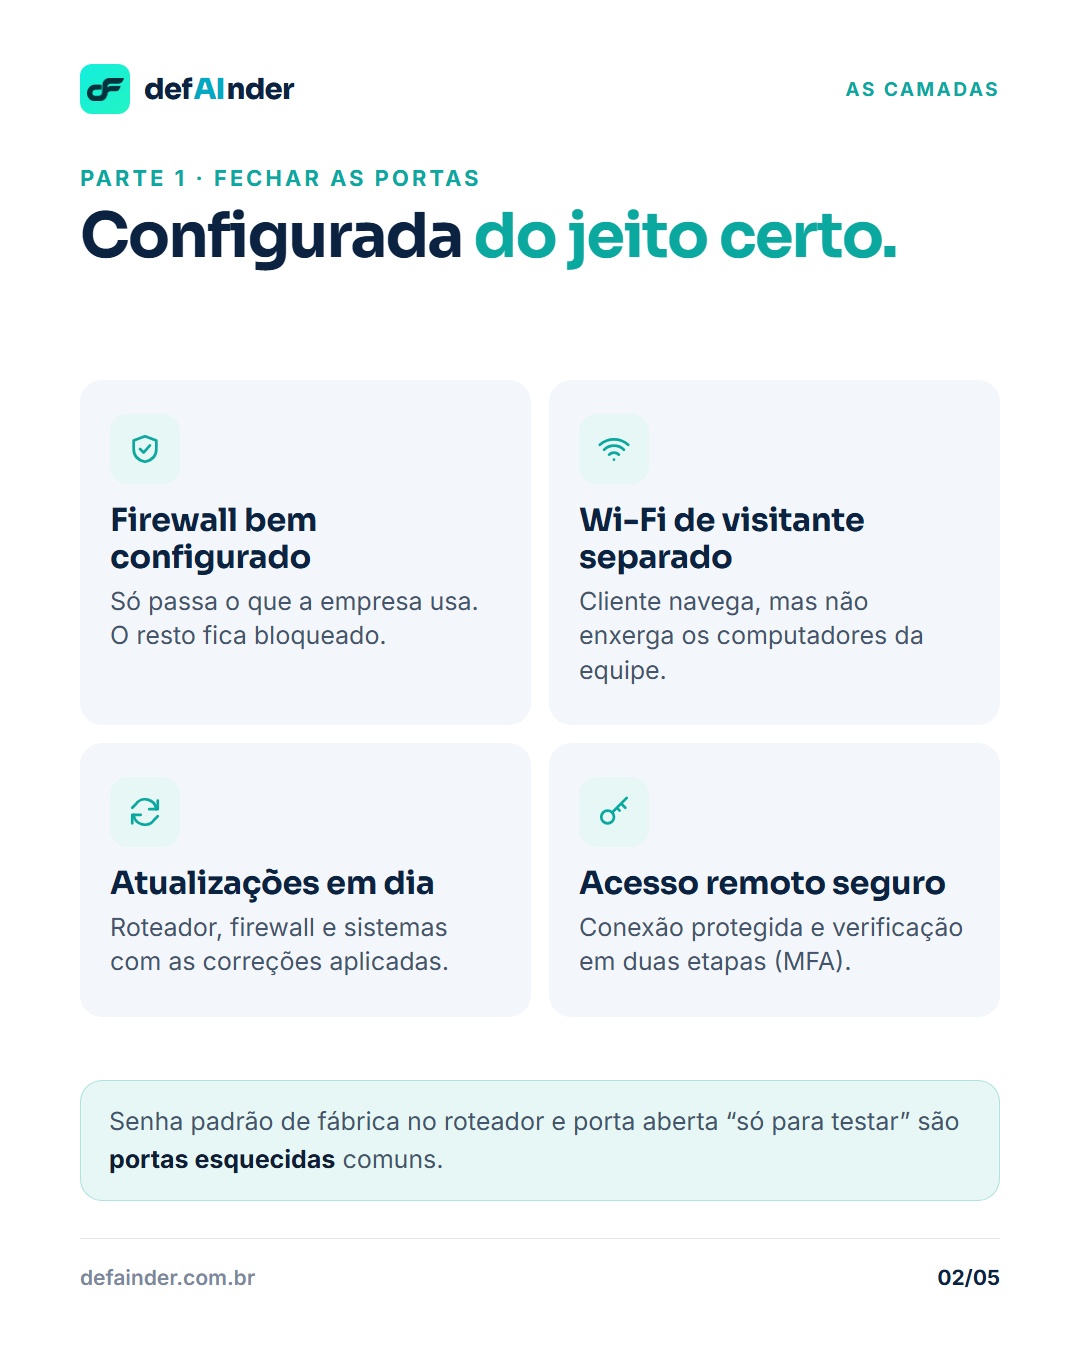 defAInder
AS CAMADAS
PARTE 1 · FECHAR AS PORTAS
Configurada do jeito certo.
Firewall bem
configurado
Só passa o que a empresa usa.
O resto fica bloqueado.
Wi-Fi de visitante
separado
Cliente navega, mas não
enxerga os computadores da
equipe.
Atualizações em dia
Roteador, firewall e sistemas
com as correções aplicadas.
Acesso remoto seguro
Conexão protegida e verificação
em duas etapas (MFA).
Senha padrão de fábrica no roteador e porta aberta “só para testar” são
portas esquecidas comuns.
defainder.com.br
02/05